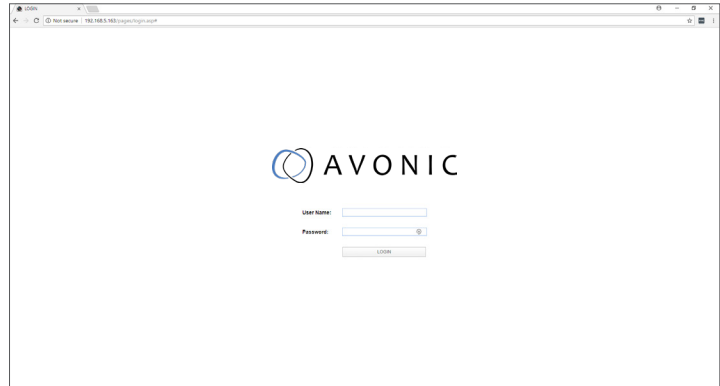 LOGIN
Not secure | 192.168.5.163/pages/login.asp#
AVONIC
User Name:
Password:
LOGIN